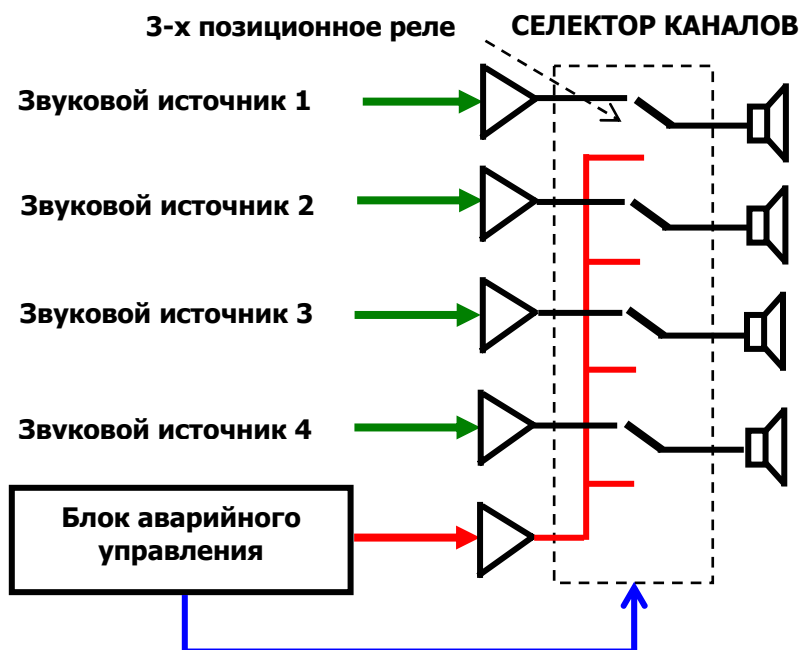 3-х позиционное реле
СЕЛЕКТОР КАНАЛОВ
Звуковой источник 1
Звуковой источник 2
Звуковой источник 3
Звуковой источник 4
Блок аварийного
управления